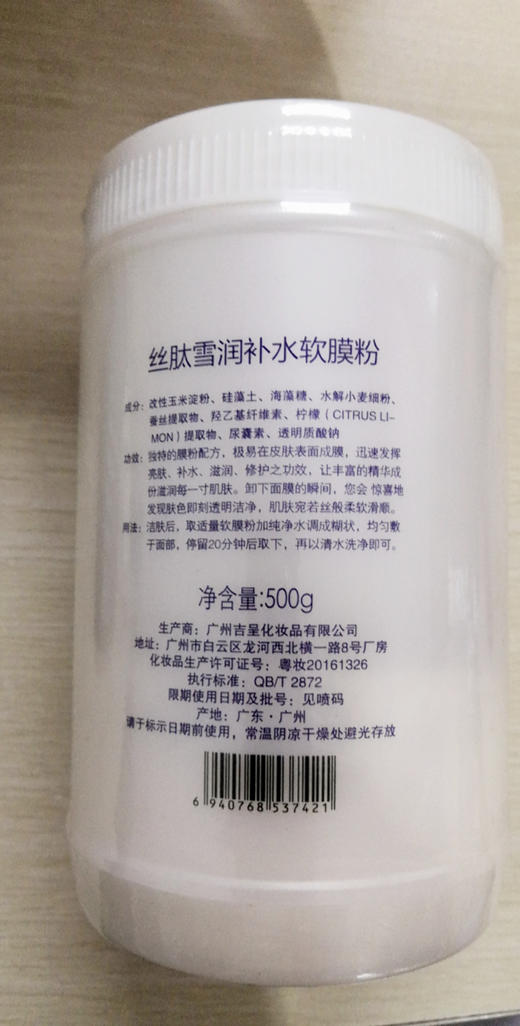 丝肽雪润补水软膜粉
成分：改性玉米淀粉、硅藻土、海藻糖、水解小麦细粉、
蚕丝提取物、羟乙基纤维素、柠檬（CITRUS LI-
MON）提取物、尿囊素、透明质酸钠
功效：独特的膜粉配方，极易在皮肤表面成膜，迅速发挥
亮肤、补水、滋润、修护之功效，让丰富的精华成
份滋润每一寸肌肤。卸下面膜的瞬间，您会 惊喜地
发现肤色即刻透明洁净，肌肤宛若丝般柔软滑顺。
用法：洁肤后，取适量软膜粉加纯净水调成糊状，均匀敷
于面部，停留20分钟后取下，再以清水洗净即可。
净含量:500g
生产商：广州吉呈化妆品有限公司
地址：广州市白云区龙河西北横一路8号厂房
化妆品生产许可证号：粤妆20161326
执行标准：QB/T 2872
限期使用日期及批号：见喷码
产地：广东·广州
请于标示日期前使用，常温阴凉干燥处避光存放
6 940768 537421